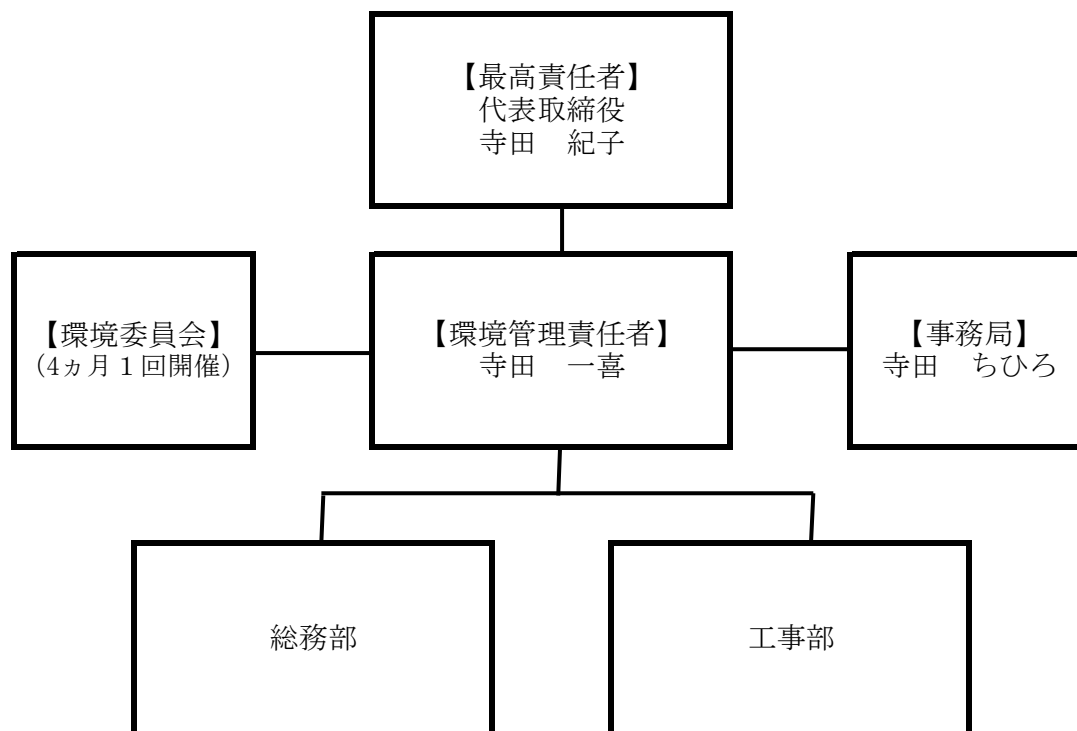 【最高責任者】
代表取締役
寺田　紀子
【環境委員会】
(4ヵ月１回開催)
【環境管理責任者】
寺田　一喜
【事務局】
寺田　ちひろ
総務部
工事部